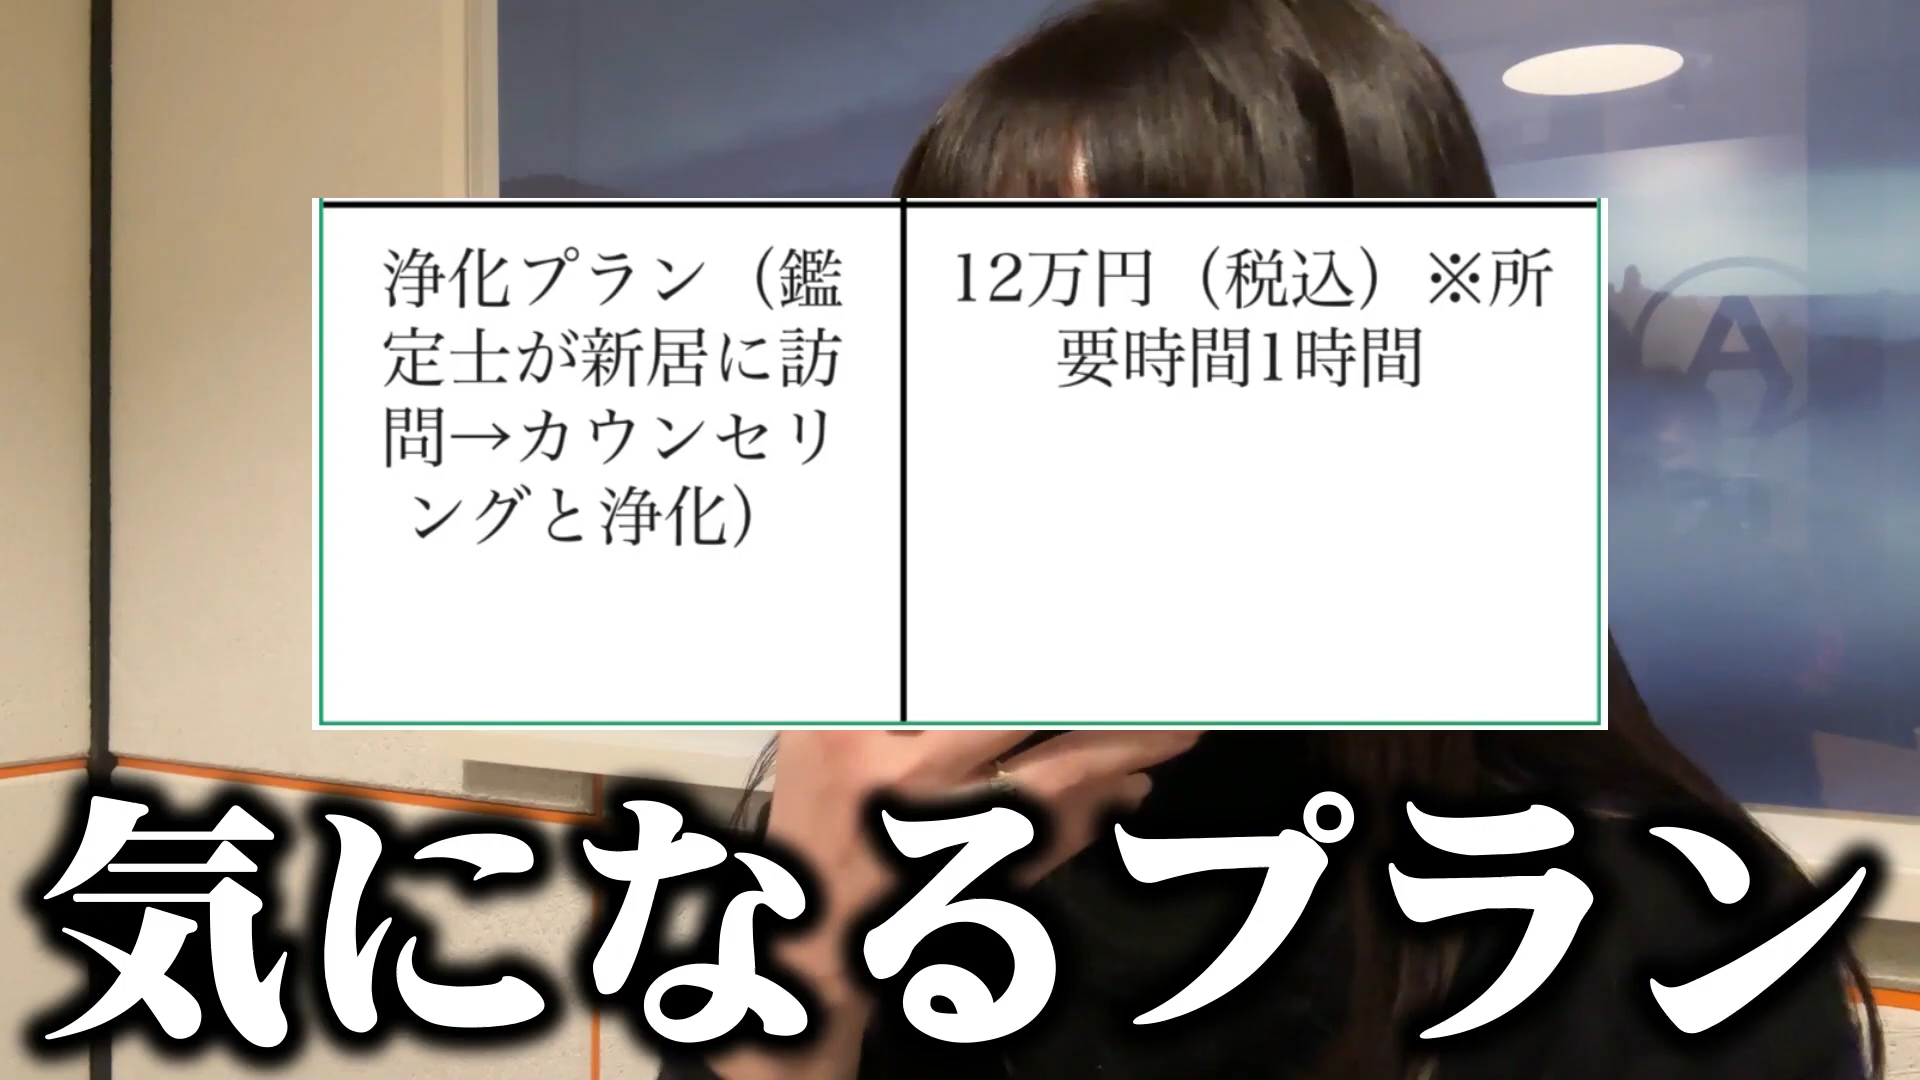 浄化プラン（鑑
定士が新居に訪
問→カウンセリ
ングと浄化）
12万円（税込）※所
要時間1時間
A
気になるプラン